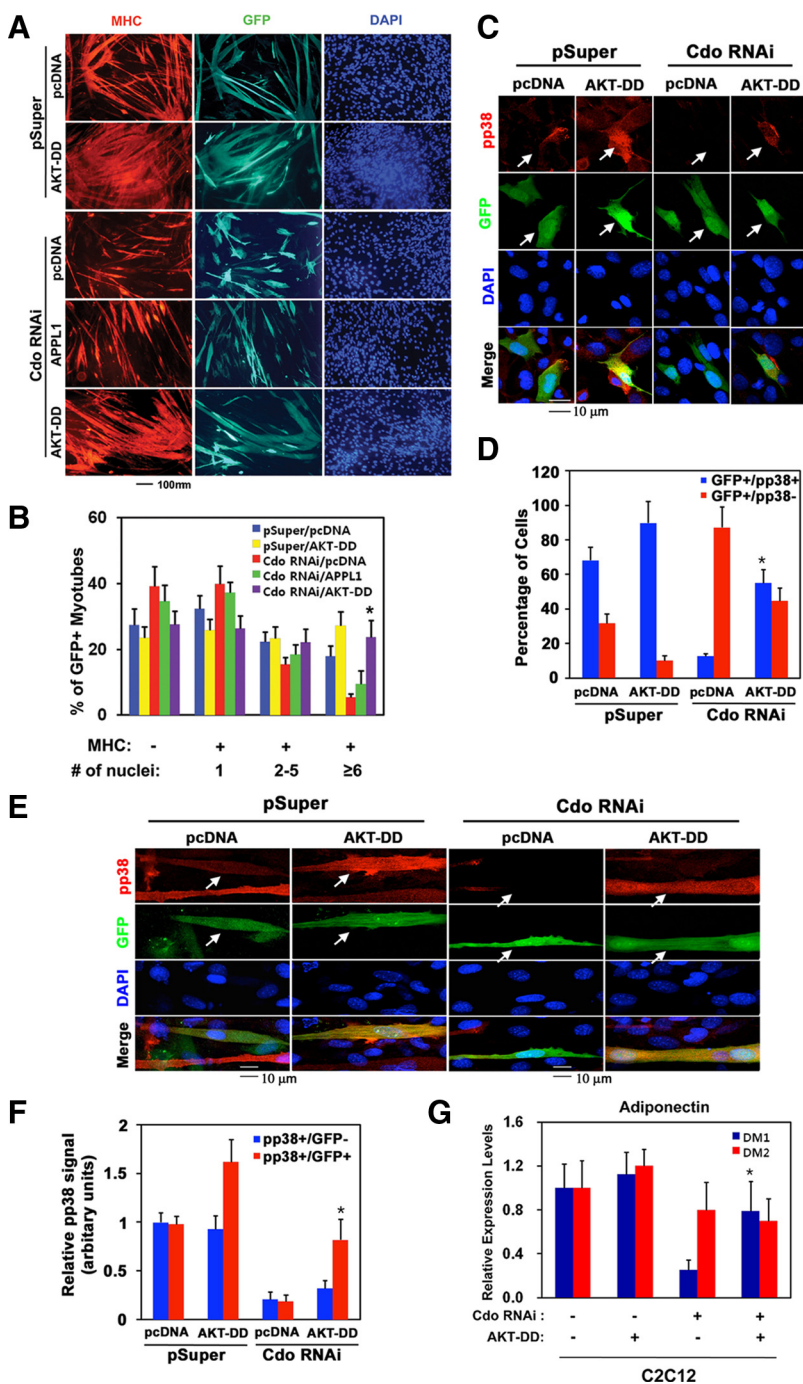 A
MHC GFP DAPI
pSuper
pcDNA
AKT-DD
Cdo RNAi
pcDNA
APPL1
AKT-DD
100mm
B
60
40
20
0
% of GFP+ Myotubes
pSuper/pcDNA
pSuper/AKT-DD
Cdo RNAi/pcDNA
Cdo RNAi/APPL1
Cdo RNAi/AKT-DD
*
MHC: - + + +
# of nuclei: 1 2-5 ≥6
C
pSuper Cdo RNAi
pcDNA AKT-DD pcDNA AKT-DD
pp38
GFP
DAPI
Merge
10 μm
D
120
100
80
60
40
20
0
Percentage of Cells
GFP+/pp38+
GFP+/pp38-
*
pcDNA AKT-DD pcDNA AKT-DD
pSuper Cdo RNAi
E
pSuper Cdo RNAi
pcDNA AKT-DD pcDNA AKT-DD
pp38
GFP
DAPI
Merge
10 μm 10 μm
F
2
1.5
1
0.5
0
Relative pp38 signal
(arbitary units)
pp38+/GFP-
pp38+/GFP+
*
pcDNA AKT-DD pcDNA AKT-DD
pSuper Cdo RNAi
G
Adiponectin
1.6
1.2
0.8
0.4
0.0
Relative Expression Levels
DM1
DM2
*
Cdo RNAi : - - + +
AKT-DD: - + - +
C2C12